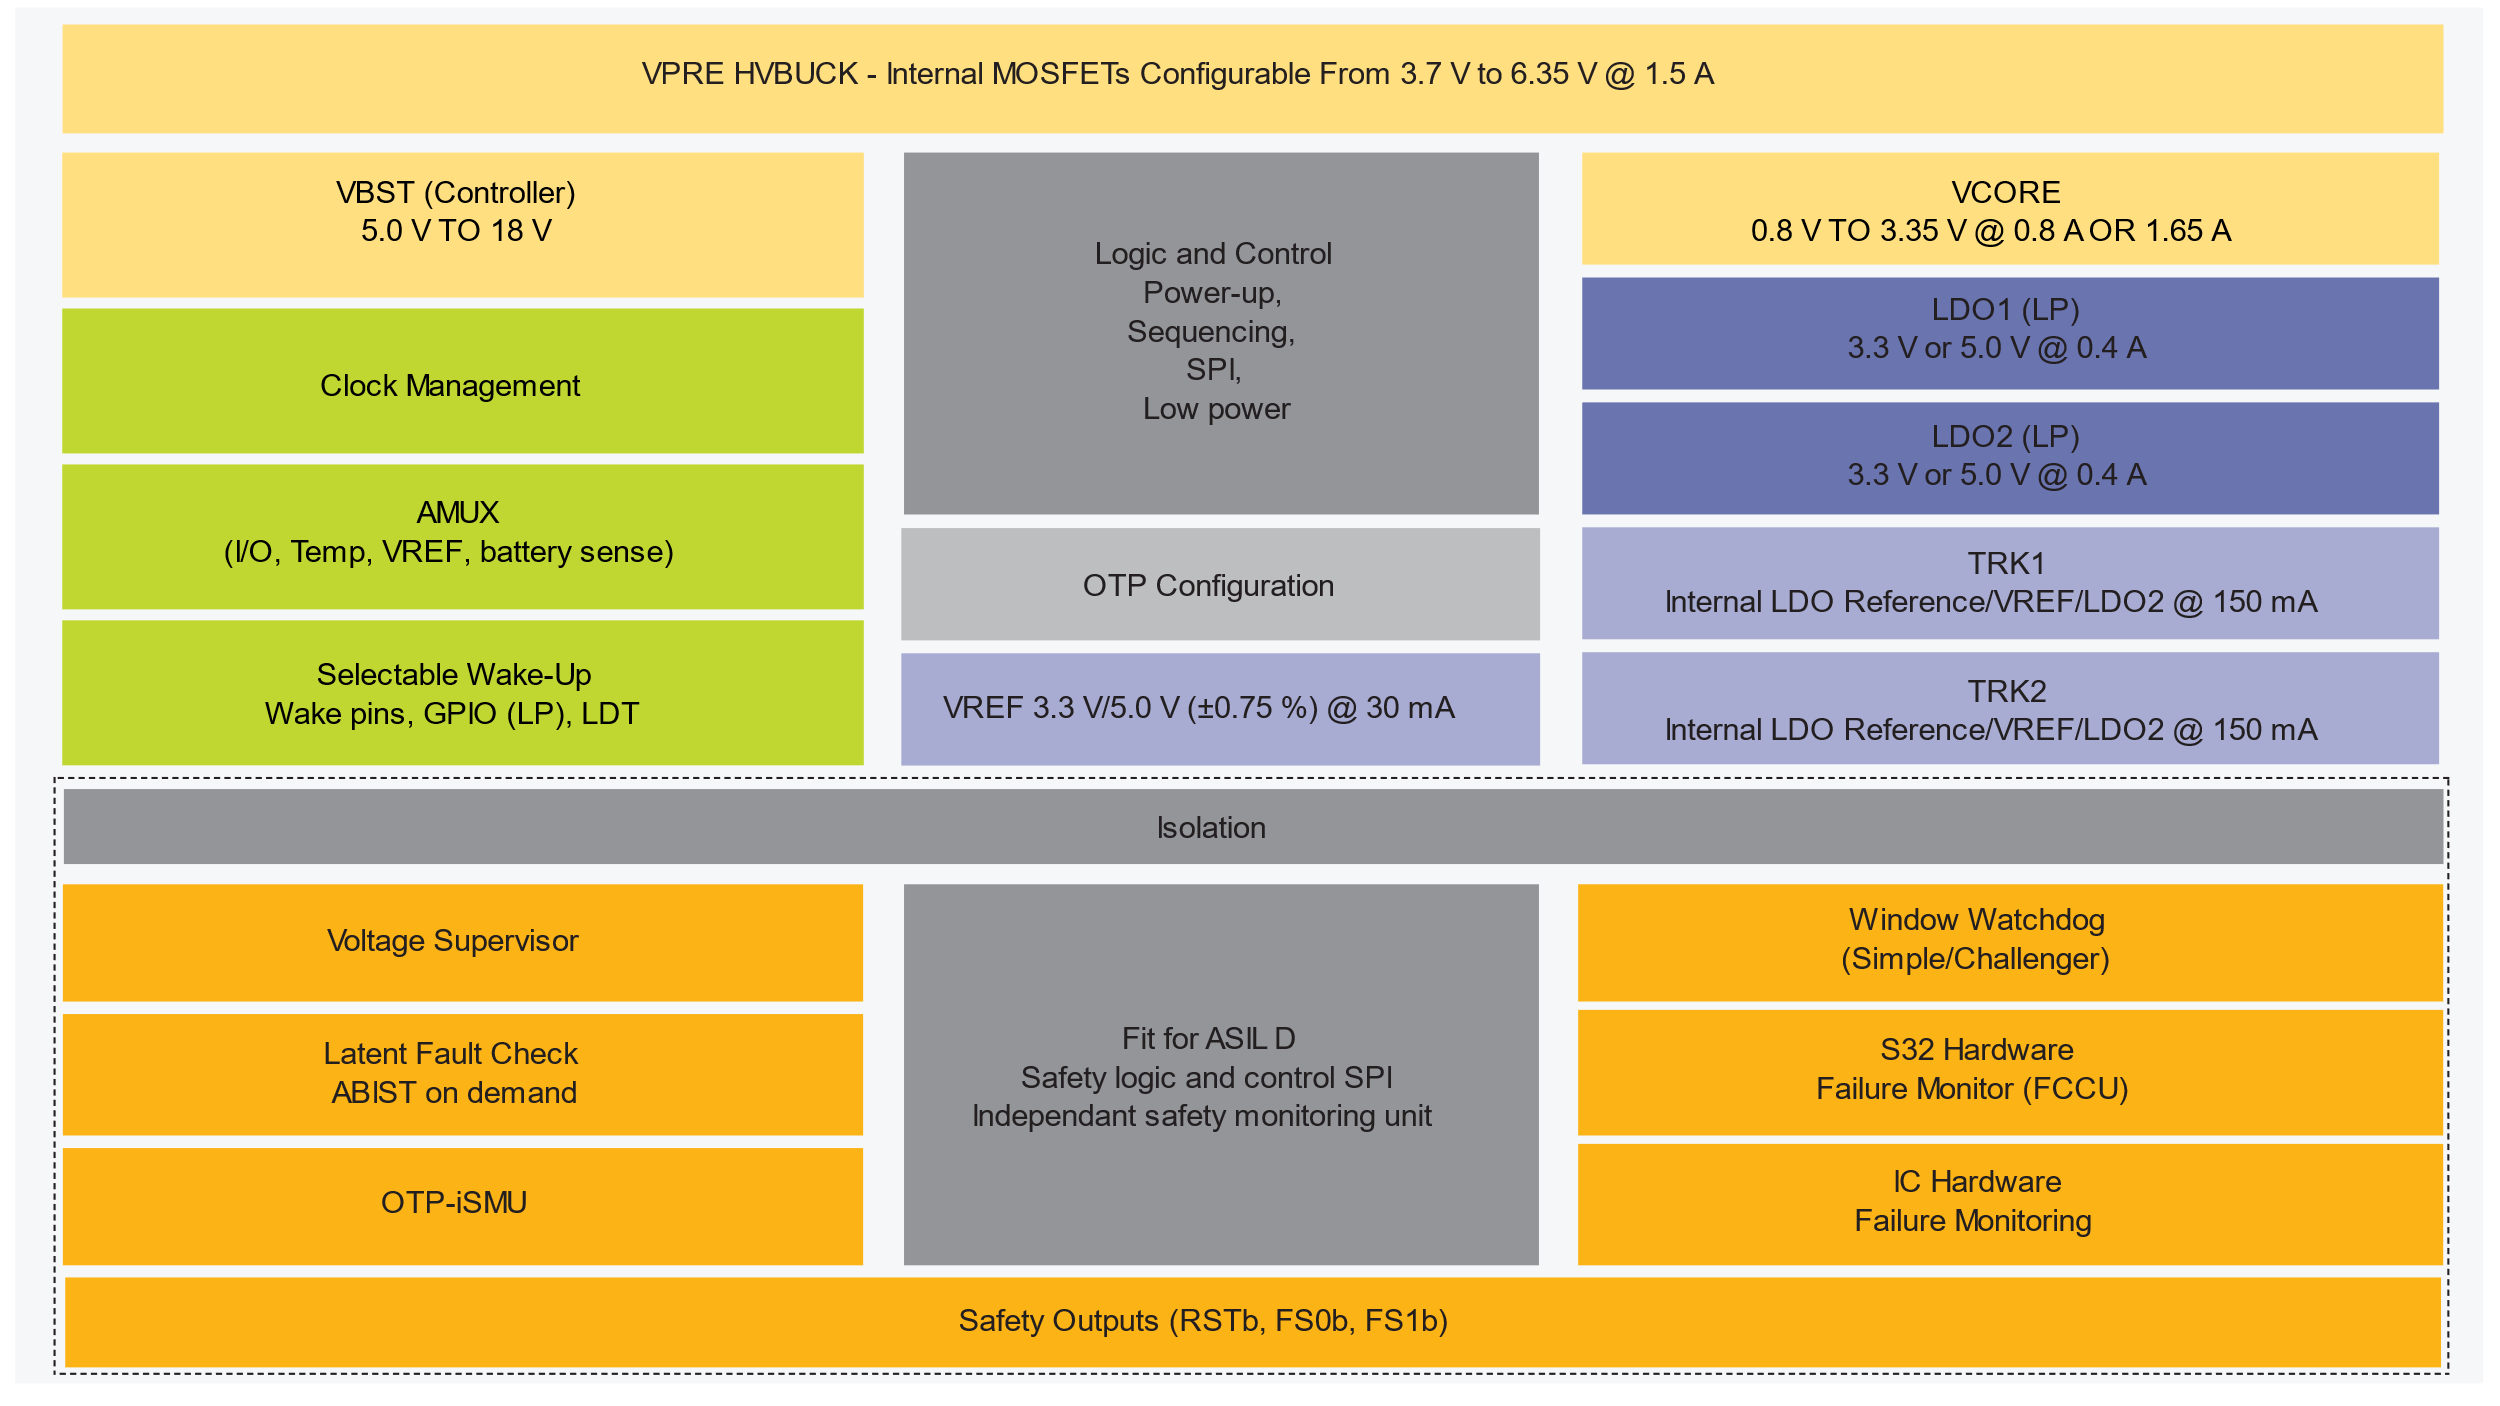 VPRE HVBUCK - Internal MOSFETs Configurable From 3.7 V to 6.35 V @ 1.5 A
VBST (Controller)
5.0 V TO 18 V
Clock Management
AMUX
(I/O, Temp, VREF, battery sense)
Selectable Wake-Up
Wake pins, GPIO (LP), LDT
Logic and Control
Power-up,
Sequencing,
SPI,
Low power
OTP Configuration
VREF 3.3 V/5.0 V (±0.75 %) @ 30 mA
VCORE
0.8 V TO 3.35 V @ 0.8 A OR 1.65 A
LDO1 (LP)
3.3 V or 5.0 V @ 0.4 A
LDO2 (LP)
3.3 V or 5.0 V @ 0.4 A
TRK1
Internal LDO Reference/VREF/LDO2 @ 150 mA
TRK2
Internal LDO Reference/VREF/LDO2 @ 150 mA
Isolation
Voltage Supervisor
Latent Fault Check
ABIST on demand
OTP-iSMU
Fit for ASIL D
Safety logic and control SPI
Independant safety monitoring unit
Window Watchdog
(Simple/Challenger)
S32 Hardware
Failure Monitor (FCCU)
IC Hardware
Failure Monitoring
Safety Outputs (RSTb, FS0b, FS1b)